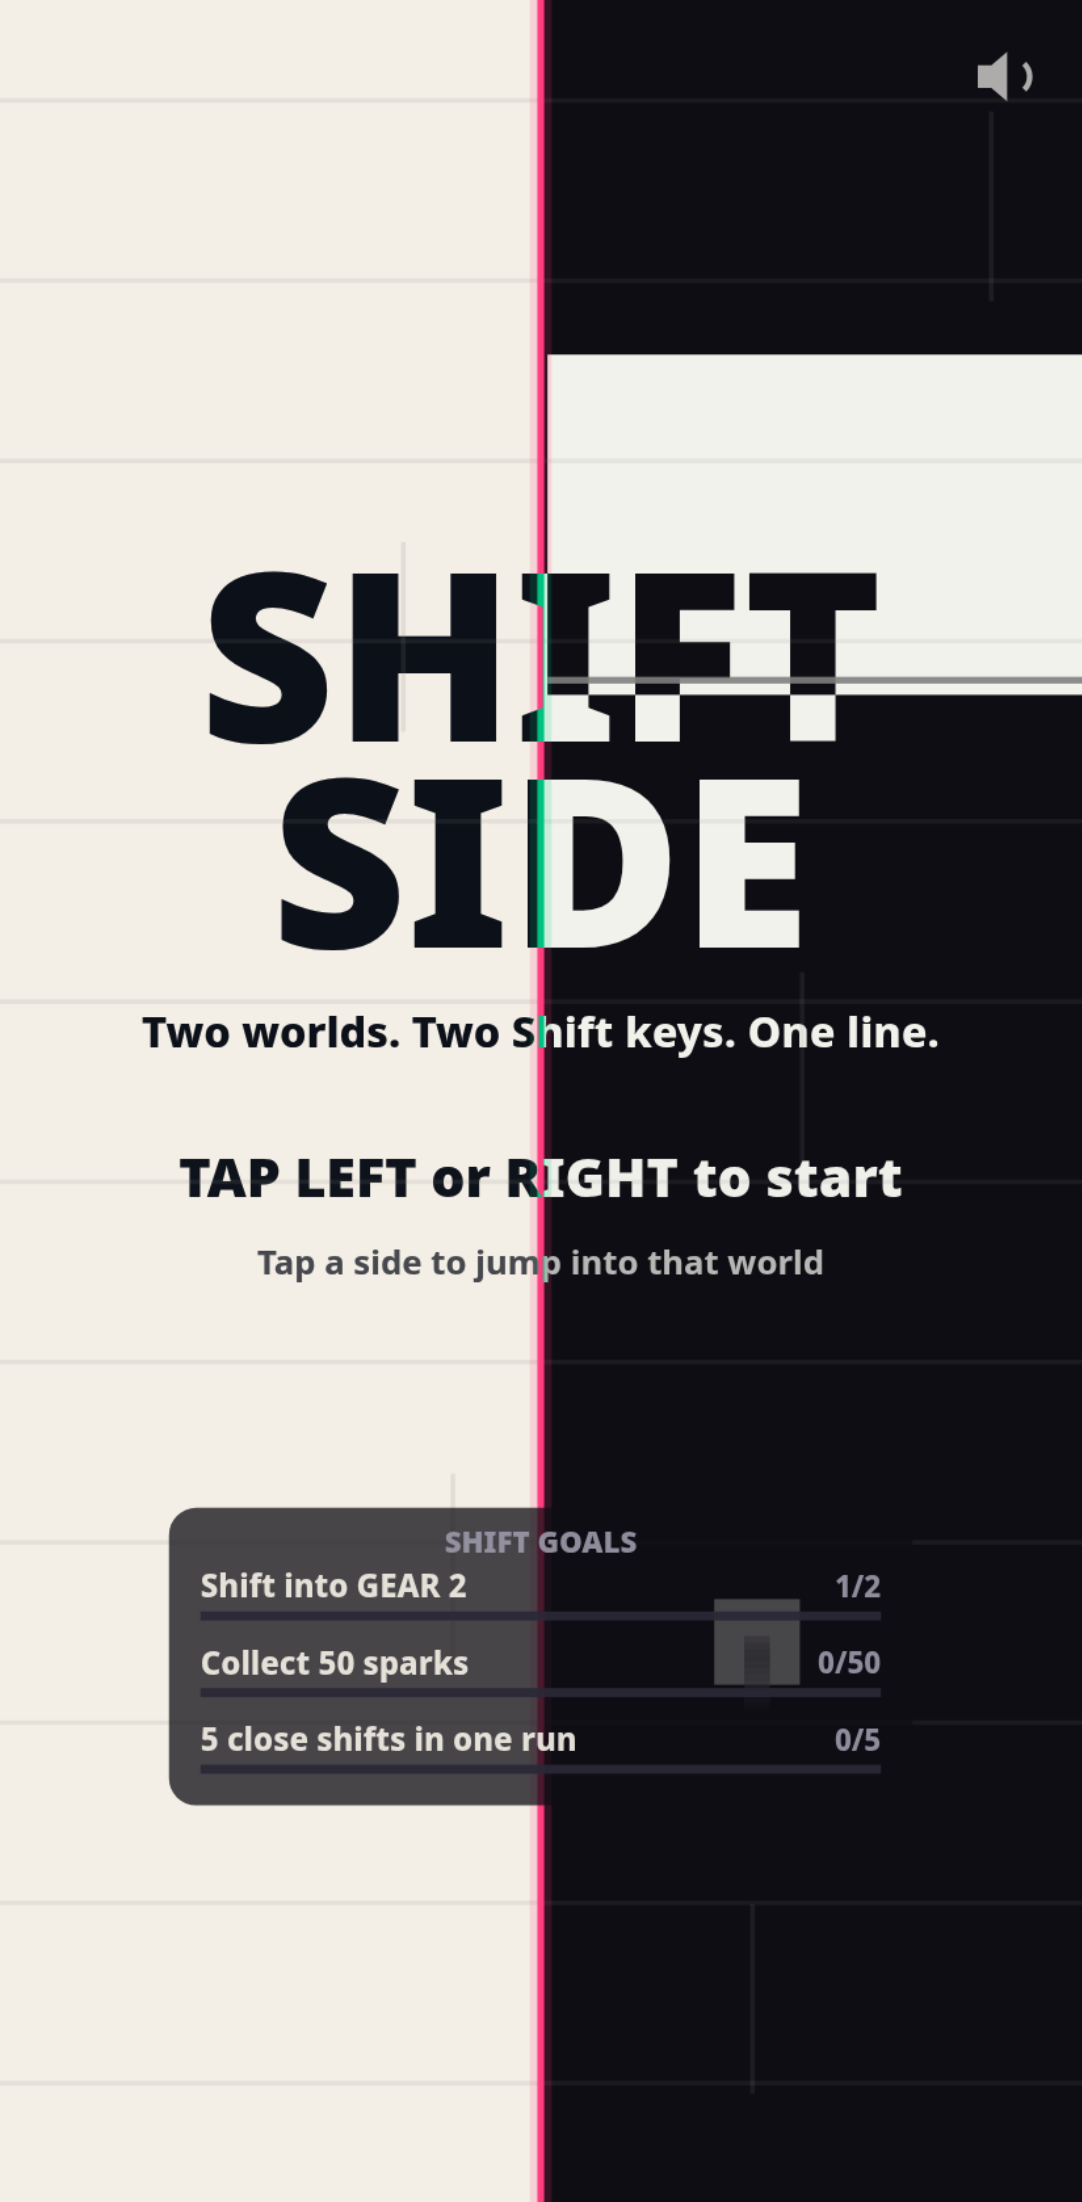 SHIFT
SIDE
Two worlds. Two Shift keys. One line.
TAP LEFT or RIGHT to start
Tap a side to jump into that world
SHIFT GOALS
Shift into GEAR 2 1/2
Collect 50 sparks 0/50
5 close shifts in one run 0/5